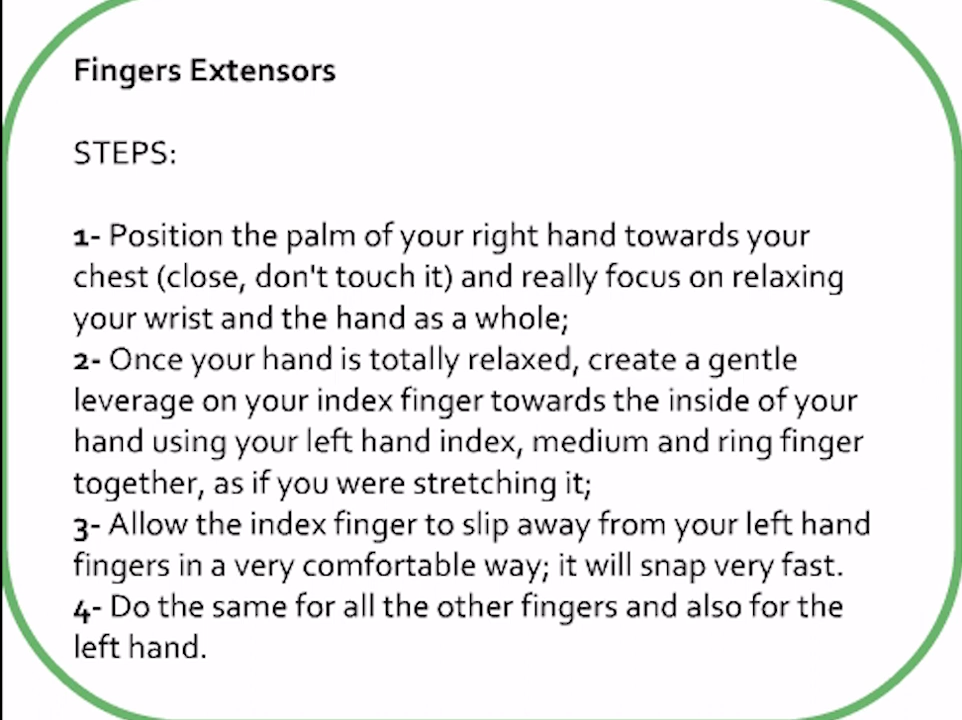 Fingers Extensors
STEPS:
1- Position the palm of your right hand towards your
chest (close, don't touch it) and really focus on relaxing
your wrist and the hand as a whole;
2- Once your hand is totally relaxed, create a gentle
leverage on your index finger towards the inside of your
hand using your left hand index, medium and ring finger
together, as if you were stretching it;
3- Allow the index finger to slip away from your left hand
fingers in a very comfortable way; it will snap very fast.
4- Do the same for all the other fingers and also for the
left hand.